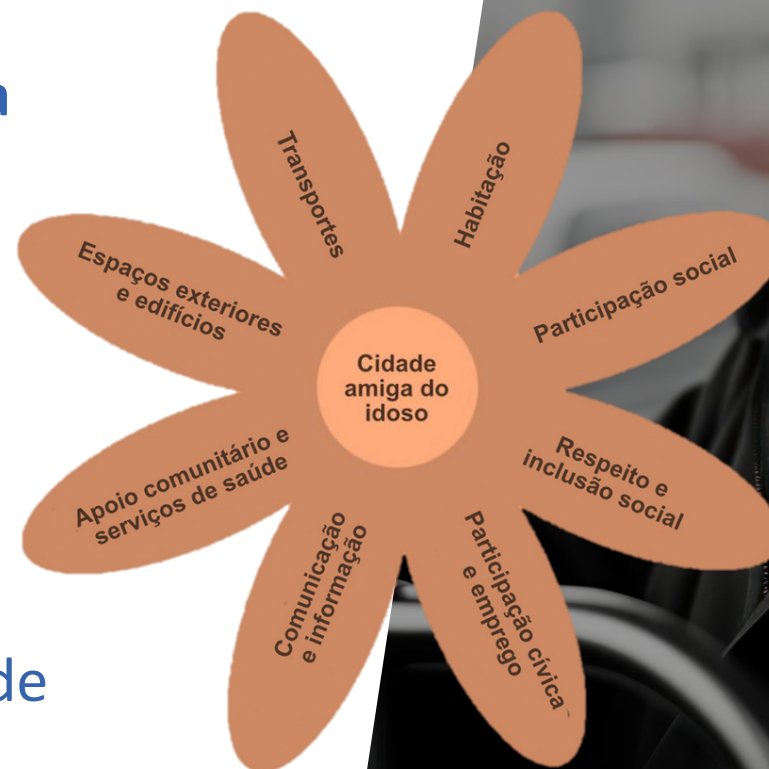 a
Transportes
Habitação
Espaços exteriores
e edifícios
Participação social
Cidade
amiga do
idoso
Apoio comunitário e
serviços de saúde
Respeito e
inclusão social
Comunicação
e informação
Participação cívica
e emprego
de